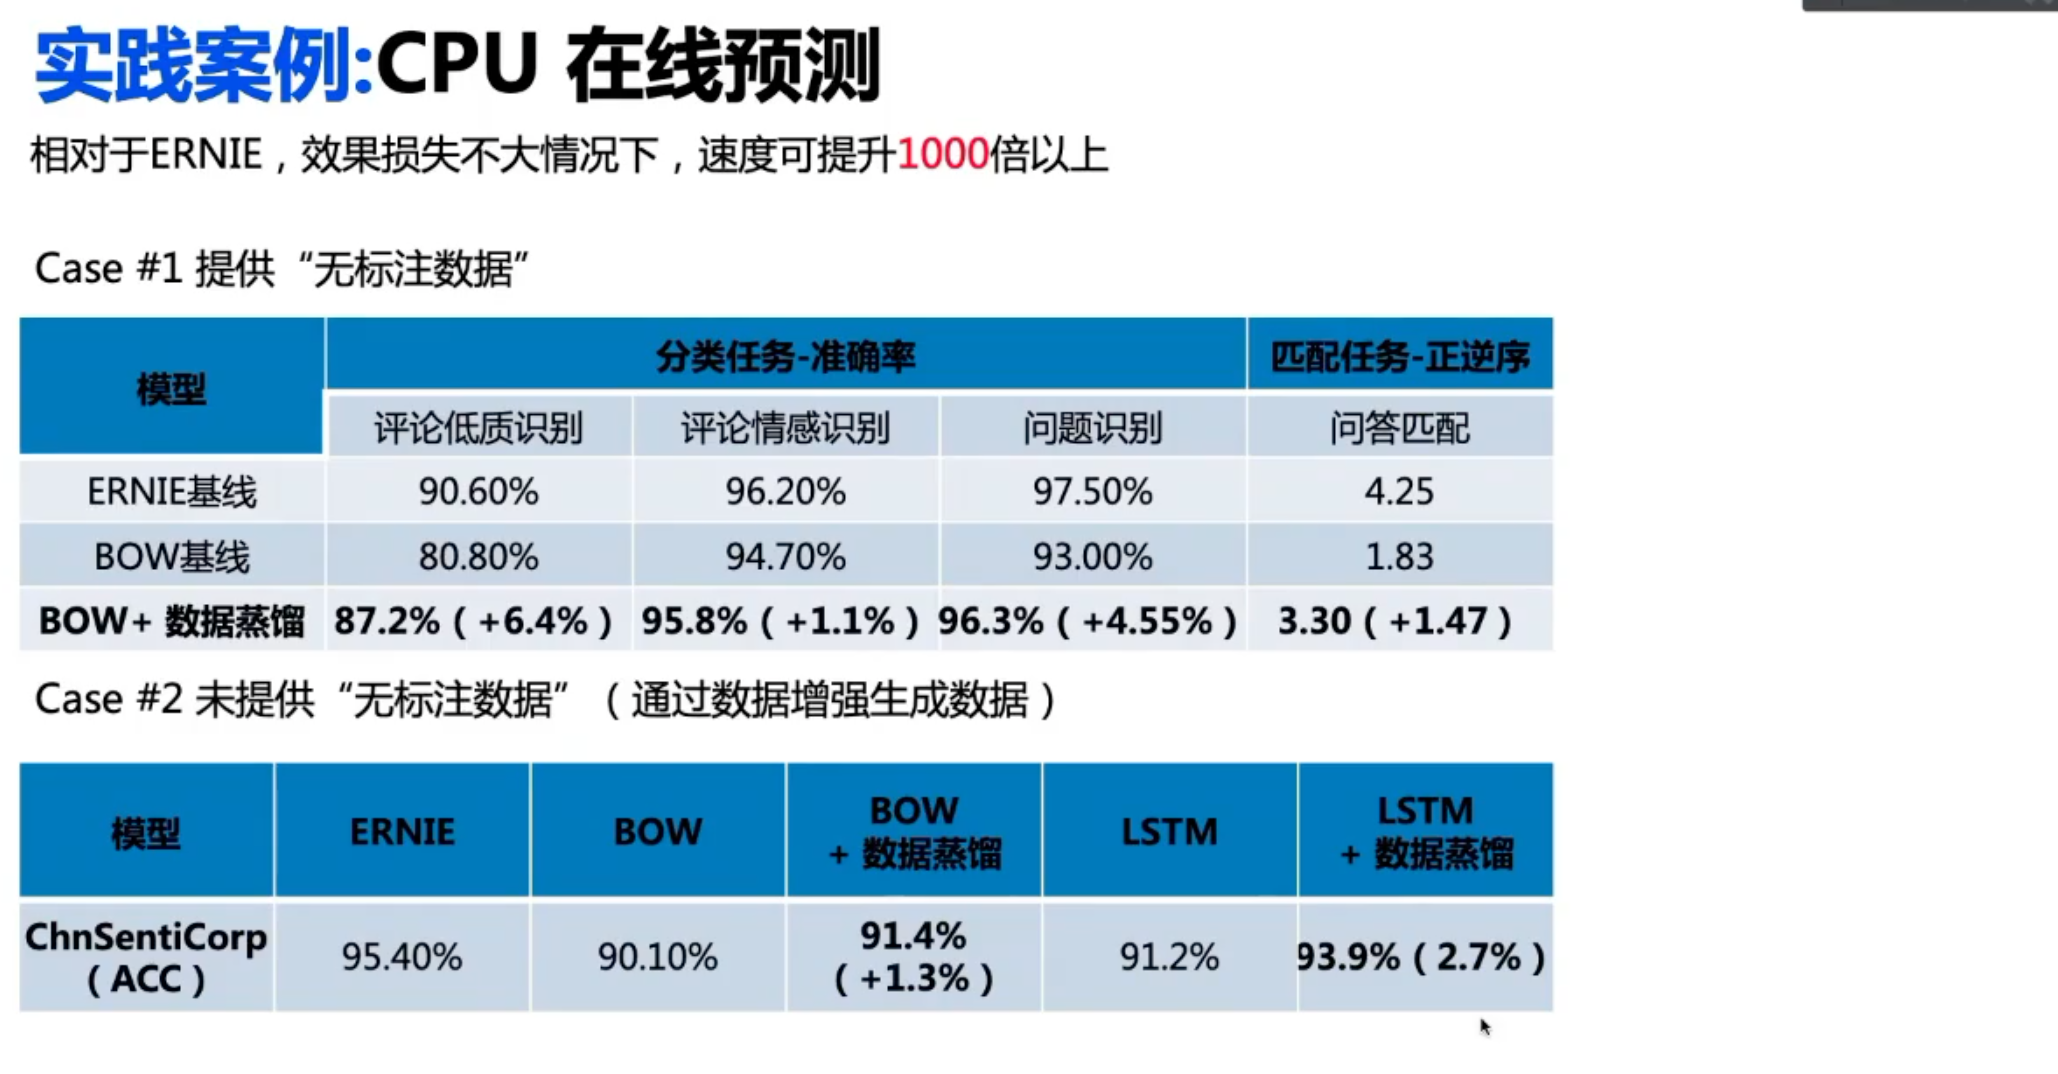 实践案例:CPU 在线预测
相对于ERNIE，效果损失不大情况下，速度可提升1000倍以上
Case #1 提供“无标注数据”
模型 分类任务-准确率 匹配任务-正逆序
评论低质识别 评论情感识别 问题识别 问答匹配
ERNIE基线 90.60% 96.20% 97.50% 4.25
BOW基线 80.80% 94.70% 93.00% 1.83
BOW+ 数据蒸馏 87.2%（+6.4%） 95.8%（+1.1%） 96.3%（+4.55%） 3.30（+1.47）
Case #2 未提供“无标注数据”（通过数据增强生成数据）
模型 ERNIE BOW BOW
+ 数据蒸馏 LSTM LSTM
+ 数据蒸馏
ChnSentiCorp
（ACC） 95.40% 90.10% 91.4%
（+1.3%） 91.2% 93.9%（2.7%）